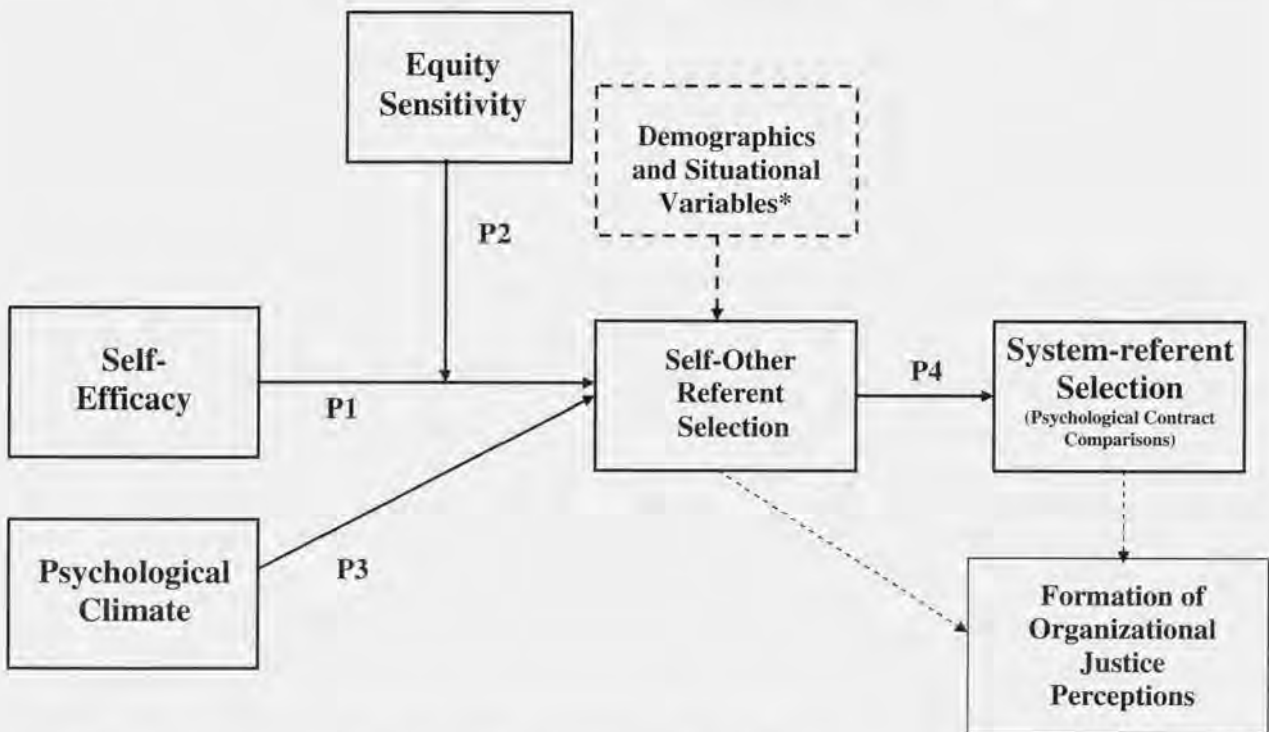 Equity
Sensitivity
Demographics
and Situational
Variables*
P2
Self-
Efficacy
P1
Self-Other
Referent
Selection
P4
System-referent
Selection
(Psychological Contract
Comparisons)
Psychological
Climate
P3
Formation of
Organizational
Justice
Perceptions